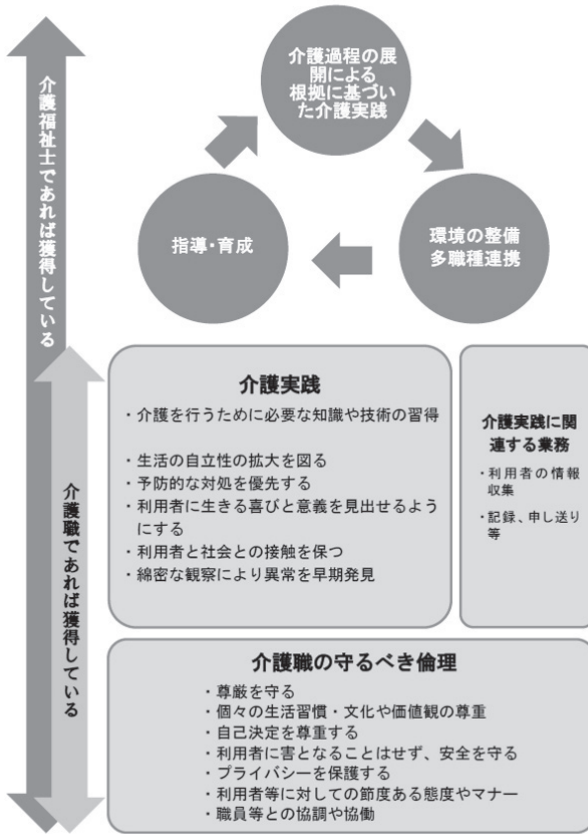 介護福祉士であれば獲得している
介護過程の展
開による
根拠に基づい
た介護実践
指導・育成
環境の整備
多職種連携
介護職であれば獲得している
介護実践
・介護を行うために必要な知識や技術の習得
・生活の自立性の拡大を図る
・予防的な対処を優先する
・利用者に生きる喜びと意義を見出せるよう
にする
・利用者と社会との接触を保つ
・綿密な観察により異常を早期発見
介護実践に関
連する業務
・利用者の情報
収集
・記録、申し送り
等
介護職の守るべき倫理
・尊厳を守る
・個々の生活習慣・文化や価値観の尊重
・自己決定を尊重する
・利用者に害となることはせず、安全を守る
・プライバシーを保護する
・利用者等に対しての節度ある態度やマナー
・職員等との協調や協働